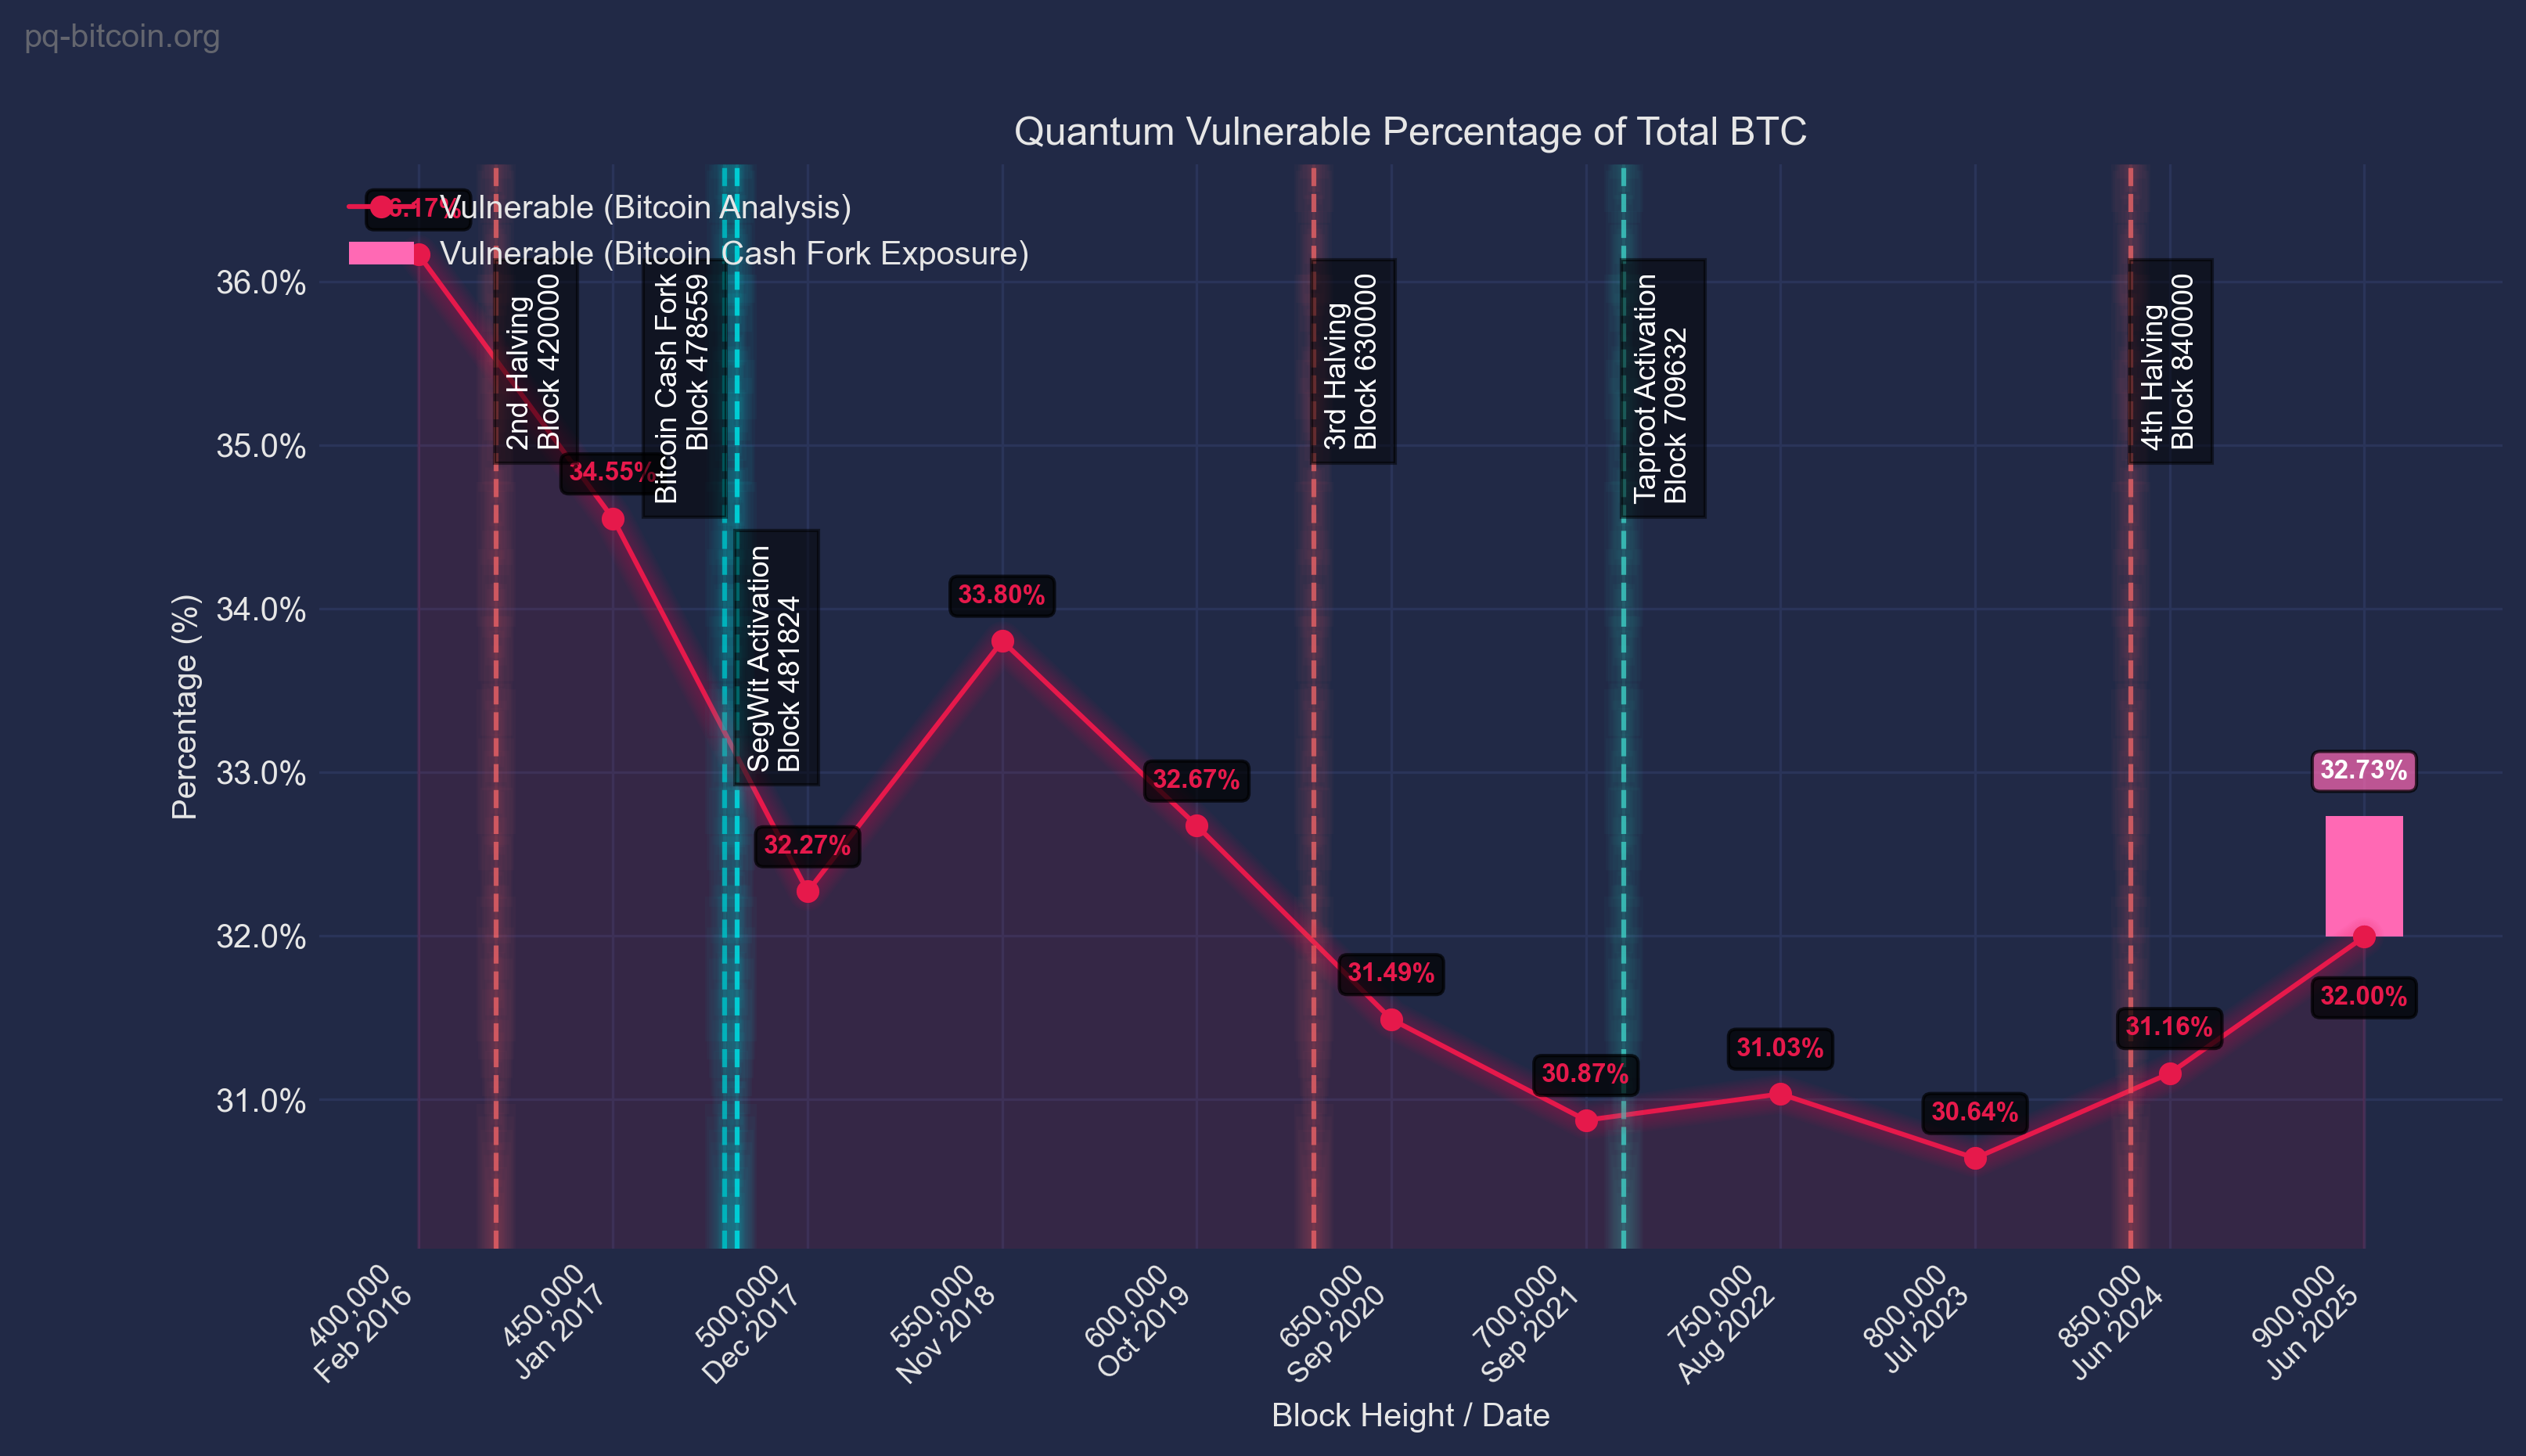 pq-bitcoin.org
Quantum Vulnerable Percentage of Total BTC
Vulnerable (Bitcoin Analysis)
Vulnerable (Bitcoin Cash Fork Exposure)
Percentage (%)
36.0%
35.0%
34.0%
33.0%
32.0%
31.0%
6.17%
34.55%
32.27%
33.80%
32.67%
31.49%
30.87%
31.03%
30.64%
31.16%
32.00%
32.73%
2nd Halving
Block 420000
Bitcoin Cash Fork
Block 478559
SegWit Activation
Block 481824
3rd Halving
Block 630000
Taproot Activation
Block 709632
4th Halving
Block 840000
400,000
Feb 2016
450,000
Jan 2017
500,000
Dec 2017
550,000
Nov 2018
600,000
Oct 2019
650,000
Sep 2020
700,000
Sep 2021
750,000
Aug 2022
800,000
Jul 2023
850,000
Jun 2024
900,000
Jun 2025
Block Height / Date